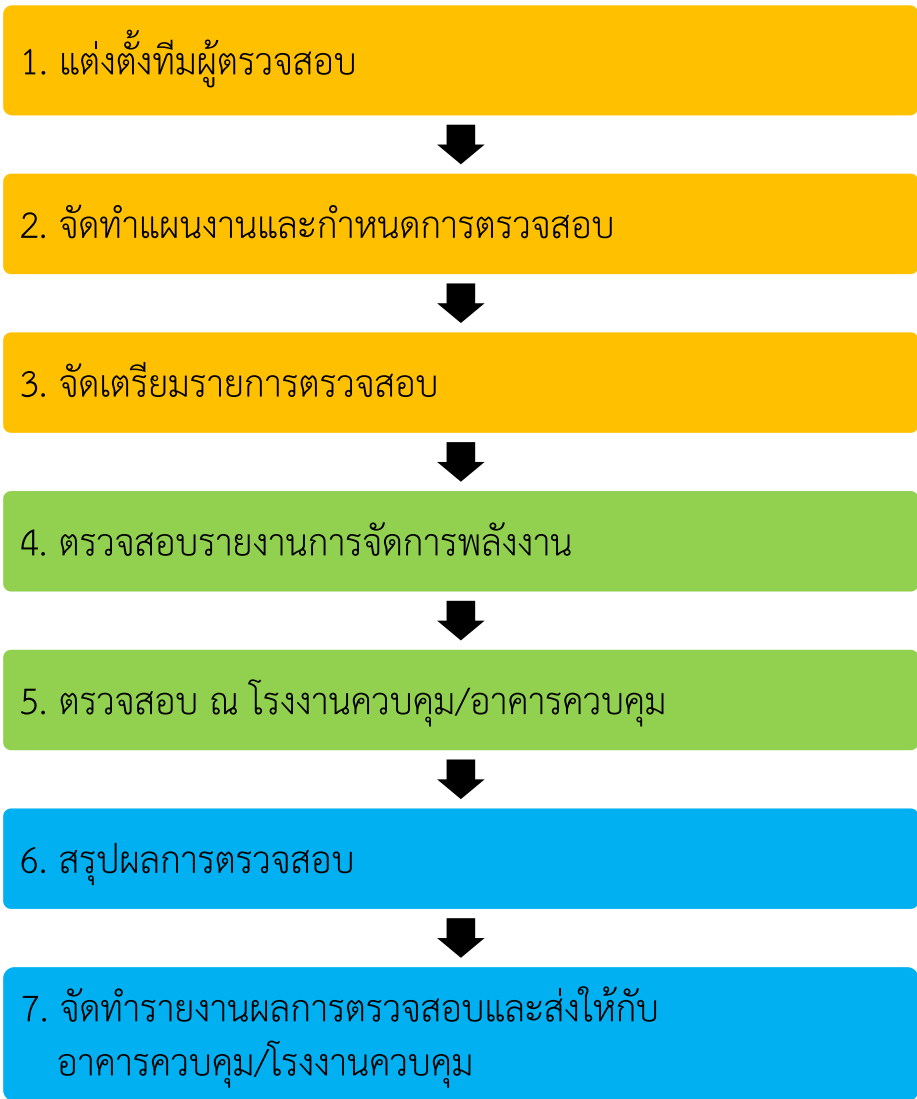 1. แต่งตั้งทีมผู้ตรวจสอบ
2. จัดทำแผนงานและกำหนดการตรวจสอบ
3. จัดเตรียมรายการตรวจสอบ
4. ตรวจสอบรายงานการจัดการพลังงาน
5. ตรวจสอบ ณ โรงงานควบคุม/อาคารควบคุม
6. สรุปผลการตรวจสอบ
7. จัดทำรายงานผลการตรวจสอบและส่งให้กับ
อาคารควบคุม/โรงงานควบคุม